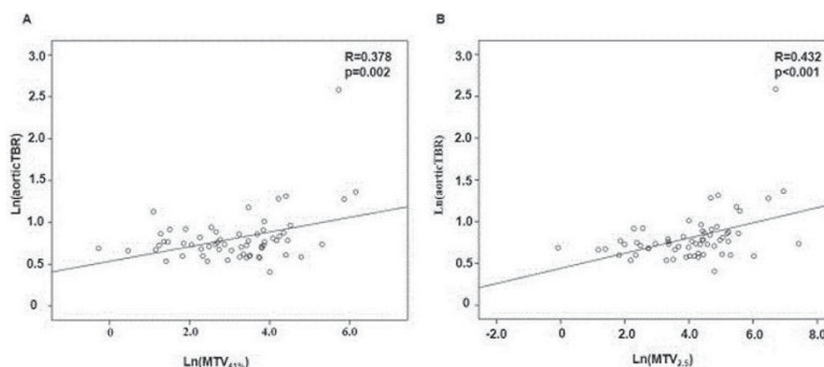 A
R=0.378
p=0.002
3.0
2.5
2.0
1.5
1.0
0.5
0
Ln(aorticTBR)
0 2.0 4.0 6.0
Ln(MTV41%)
B
R=0.432
p<0.001
3.0
2.5
2.0
1.5
1.0
0.5
0
Ln(aorticTBR)
-2.0 0 2.0 4.0 6.0 8.0
Ln(MTV2.5)